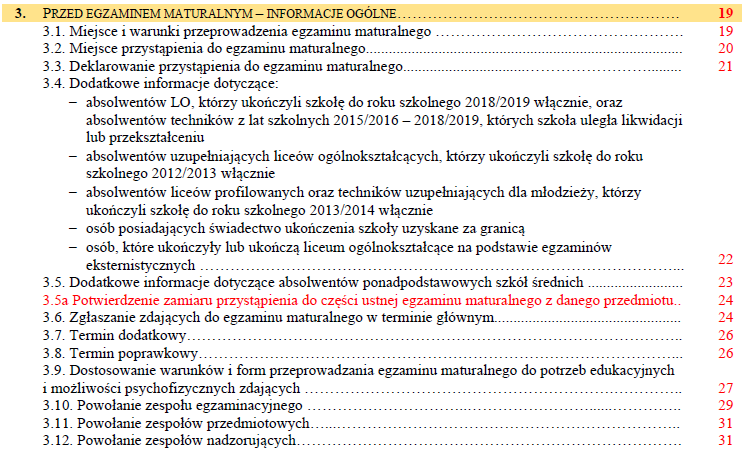 3. PRZED EGZAMINEM MATURALNYM – INFORMACJE OGÓLNE…………………………………………………… 19
3.1. Miejsce i warunki przeprowadzenia egzaminu maturalnego ……………………………………………. 19
3.2. Miejsce przystąpienia do egzaminu maturalnego.................................................................................... 20
3.3. Deklarowanie przystąpienia do egzaminu maturalnego.................................…………………….......... 21
3.4. Dodatkowe informacje dotyczące:
– absolwentów LO, którzy ukończyli szkołę do roku szkolnego 2018/2019 włącznie, oraz
absolwentów techników z lat szkolnych 2015/2016 – 2018/2019, których szkoła uległa likwidacji
lub przekształceniu
– absolwentów uzupełniających liceów ogólnokształcących, którzy ukończyli szkołę do roku
szkolnego 2012/2013 włącznie
– absolwentów liceów profilowanych oraz techników uzupełniających dla młodzieży, którzy
ukończyli szkołę do roku szkolnego 2013/2014 włącznie
– osób posiadających świadectwo ukończenia szkoły uzyskane za granicą
– osób, które ukończyły lub ukończą liceum ogólnokształcące na podstawie egzaminów
eksternistycznych ………………………………………………………………………………………... 22
3.5. Dodatkowe informacje dotyczące absolwentów ponadpodstawowych szkół średnich ......................... 23
3.5a Potwierdzenie zamiaru przystąpienia do części ustnej egzaminu maturalnego z danego przedmiotu.. 24
3.6. Zgłaszanie zdających do egzaminu maturalnego w terminie głównym................................................. 24
3.7. Termin dodatkowy…………………………………………………………………………………………….. 26
3.8. Termin poprawkowy………………………………………………………………………………………….. 26
3.9. Dostosowanie warunków i form przeprowadzania egzaminu maturalnego do potrzeb edukacyjnych
i możliwości psychofizycznych zdających ………………………………………………………………….. 27
3.10. Powołanie zespołu egzaminacyjnego ………………………………………………………......……….. 29
3.11. Powołanie zespołów przedmiotowych.....…………………………………………………………………. 31
3.12. Powołanie zespołów nadzorujących………………………………………………………………………. 31